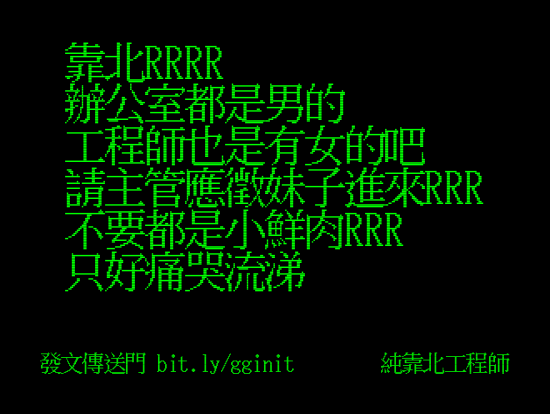 靠北RRRR
辦公室都是男的
工程師也是有女的吧
請主管應徵妹子進來RRR
不要都是小鮮肉RRR
只好痛哭流涕
發文傳送門 bit.ly/gginit
純靠北工程師